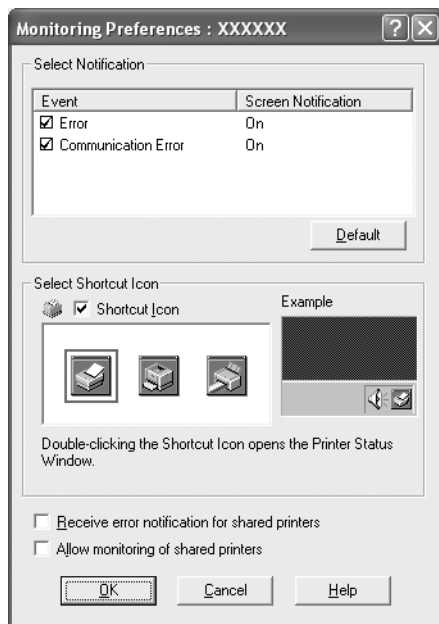 Monitoring Preferences : XXXXXX
Select Notification
Event Screen Notification
Error On
Communication Error On
Default
Select Shortcut Icon
Shortcut Icon Example
Double-clicking the Shortcut Icon opens the Printer Status
Window.
Receive error notification for shared printers
Allow monitoring of shared printers
OK Cancel Help